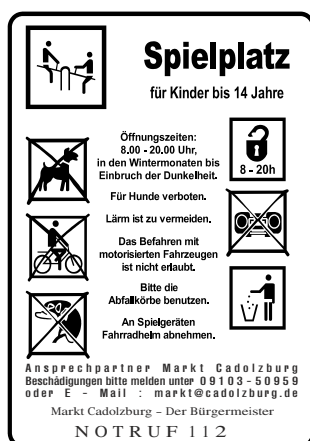 Spielplatz
für Kinder bis 14 Jahre
Öffnungszeiten:
8.00 - 20.00 Uhr,
in den Wintermonaten bis
Einbruch der Dunkelheit.
8 - 20h
Für Hunde verboten.
Lärm ist zu vermeiden.
Das Befahren mit
motorisierten Fahrzeugen
ist nicht erlaubt.
Bitte die
Abfallkörbe benutzen.
An Spielgeräten
Fahrradhelm abnehmen.
Ansprechpartner Markt Cadolzburg
Beschädigungen bitte melden unter 09103-50959
oder E - Mail : markt@cadolzburg.de
Markt Cadolzburg – Der Bürgermeister
NOTRUF 112